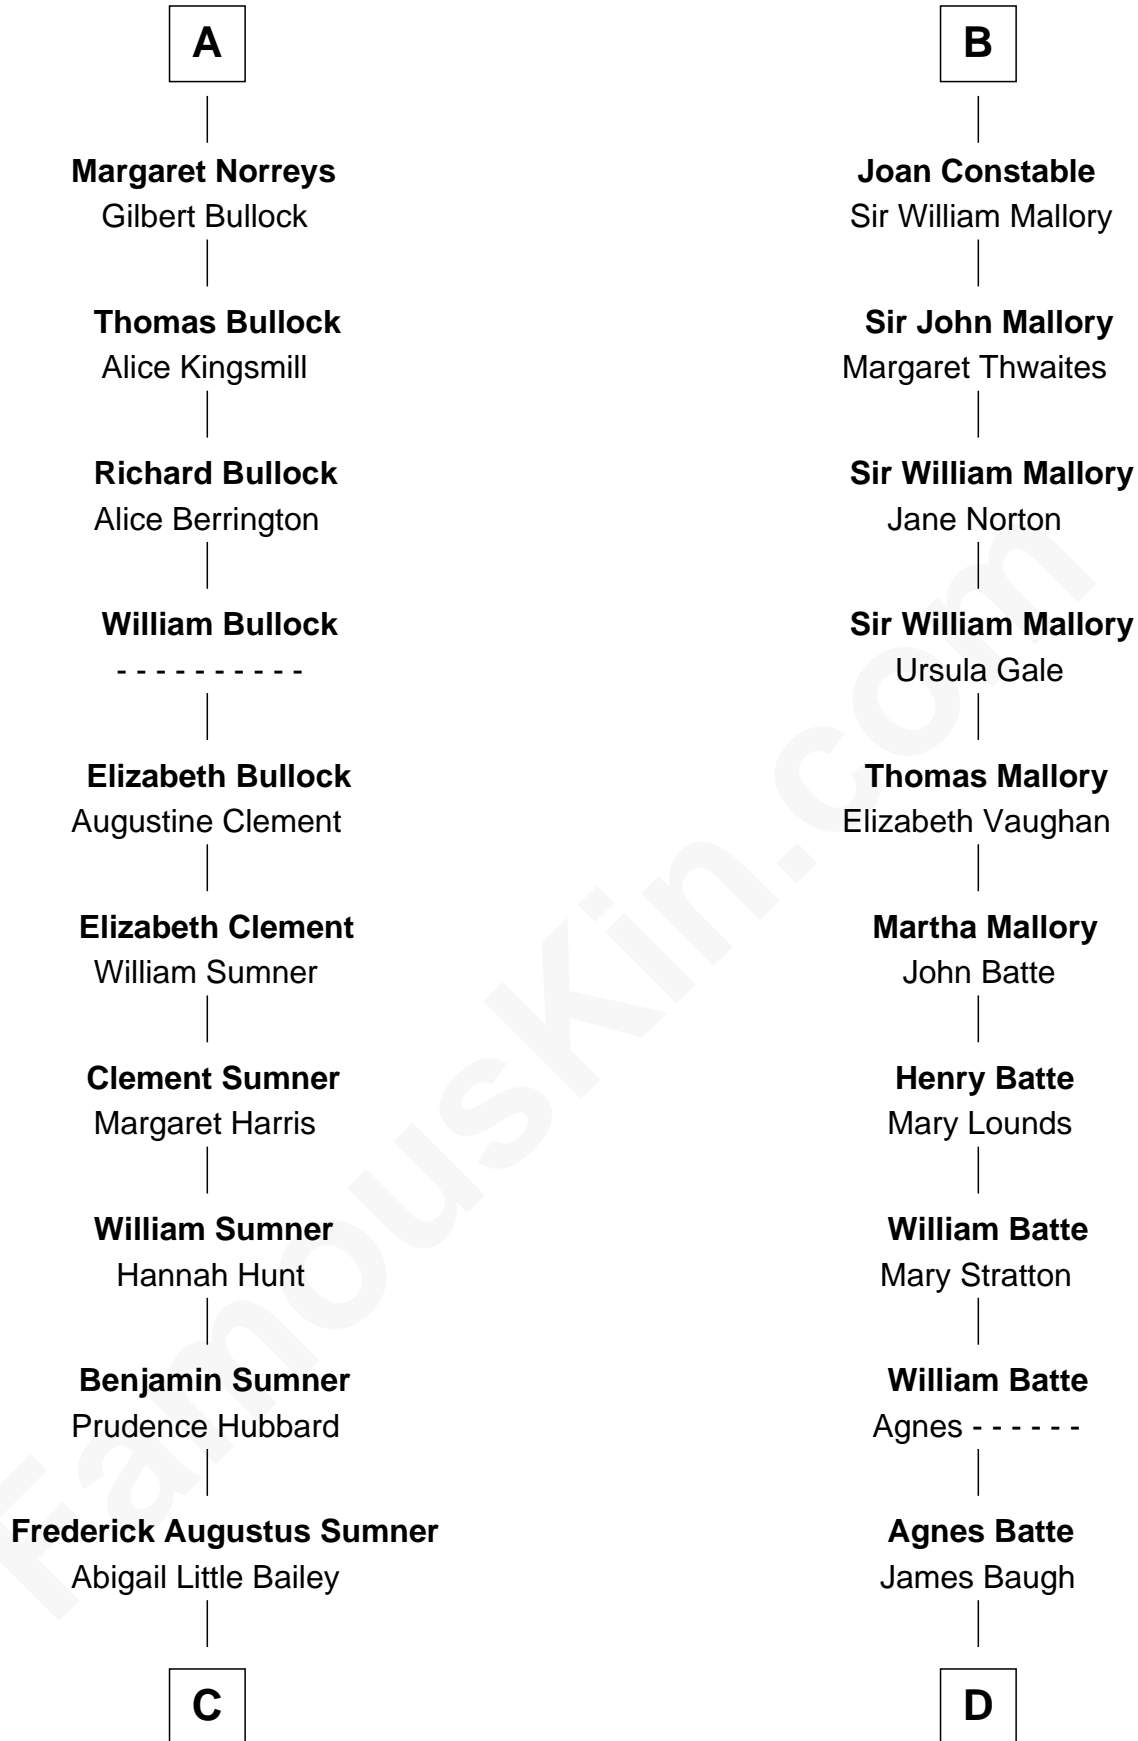 A
Margaret Norreys
Gilbert Bullock
Thomas Bullock
Alice Kingsmill
Richard Bullock
Alice Berrington
William Bullock
- - - - - - - - - -
Elizabeth Bullock
Augustine Clement
Elizabeth Clement
William Sumner
Clement Sumner
Margaret Harris
William Sumner
Hannah Hunt
Benjamin Sumner
Prudence Hubbard
Frederick Augustus Sumner
Abigail Little Bailey
C
B
Joan Constable
Sir William Mallory
Sir John Mallory
Margaret Thwaites
Sir William Mallory
Jane Norton
Sir William Mallory
Ursula Gale
Thomas Mallory
Elizabeth Vaughan
Martha Mallory
John Batte
Henry Batte
Mary Lounds
William Batte
Mary Stratton
William Batte
Agnes - - - - - -
Agnes Batte
James Baugh
D
FamousKin.com